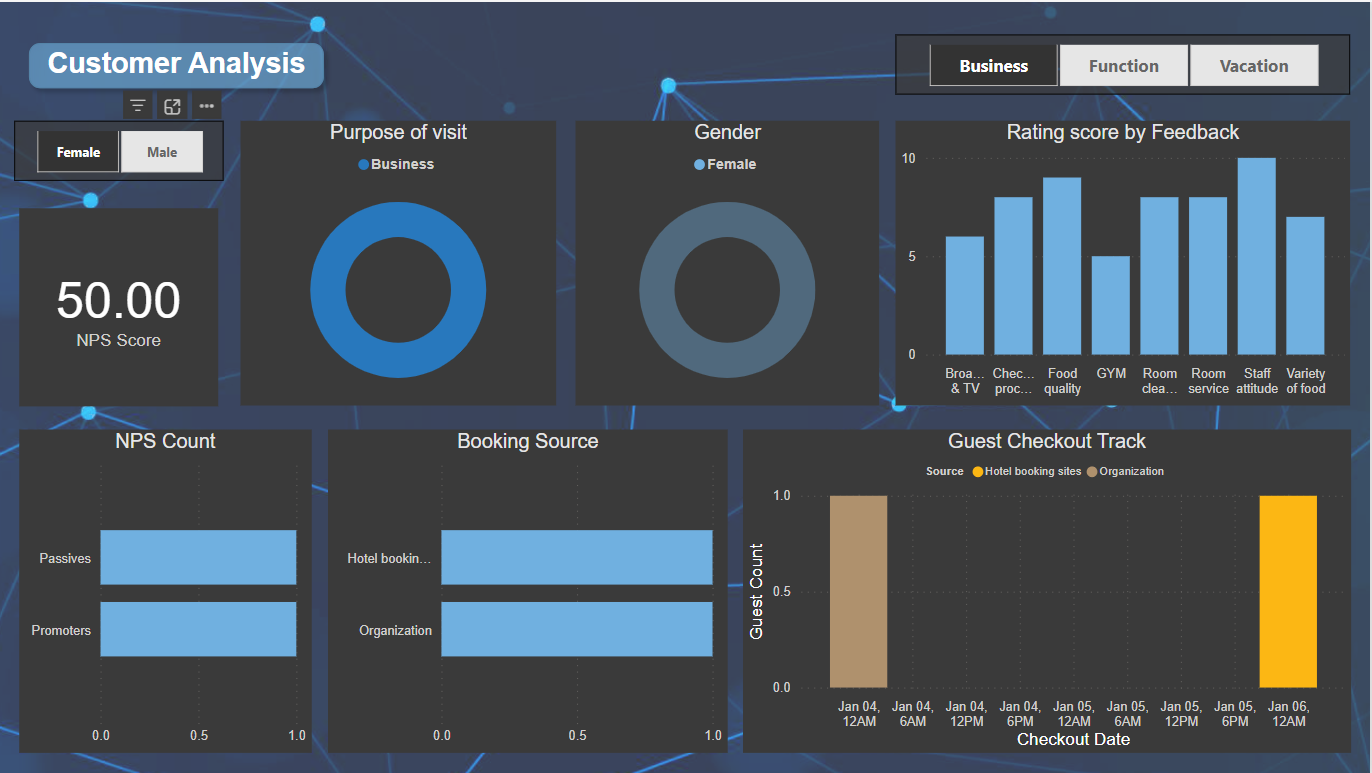 Customer Analysis
Business
Function
Vacation
Female
Male
50.00
NPS Score
Purpose of visit
Business
Gender
Female
Rating score by Feedback
10
5
0
Broa...
& TV
Chec...
proc...
Food
quality
GYM
Room
clea...
Room
service
Staff
attitude
Variety
of food
NPS Count
Passives
Promoters
0.0
0.5
1.0
Booking Source
Hotel bookin...
Organization
0.0
0.5
1.0
Guest Checkout Track
Source Hotel booking sites Organization
Guest Count
1.0
0.5
0.0
Jan 04,
12AM
Jan 04,
6AM
Jan 04,
12PM
Jan 04,
6PM
Jan 05,
12AM
Jan 05,
6AM
Jan 05,
12PM
Jan 05,
6PM
Jan 06,
12AM
Checkout Date